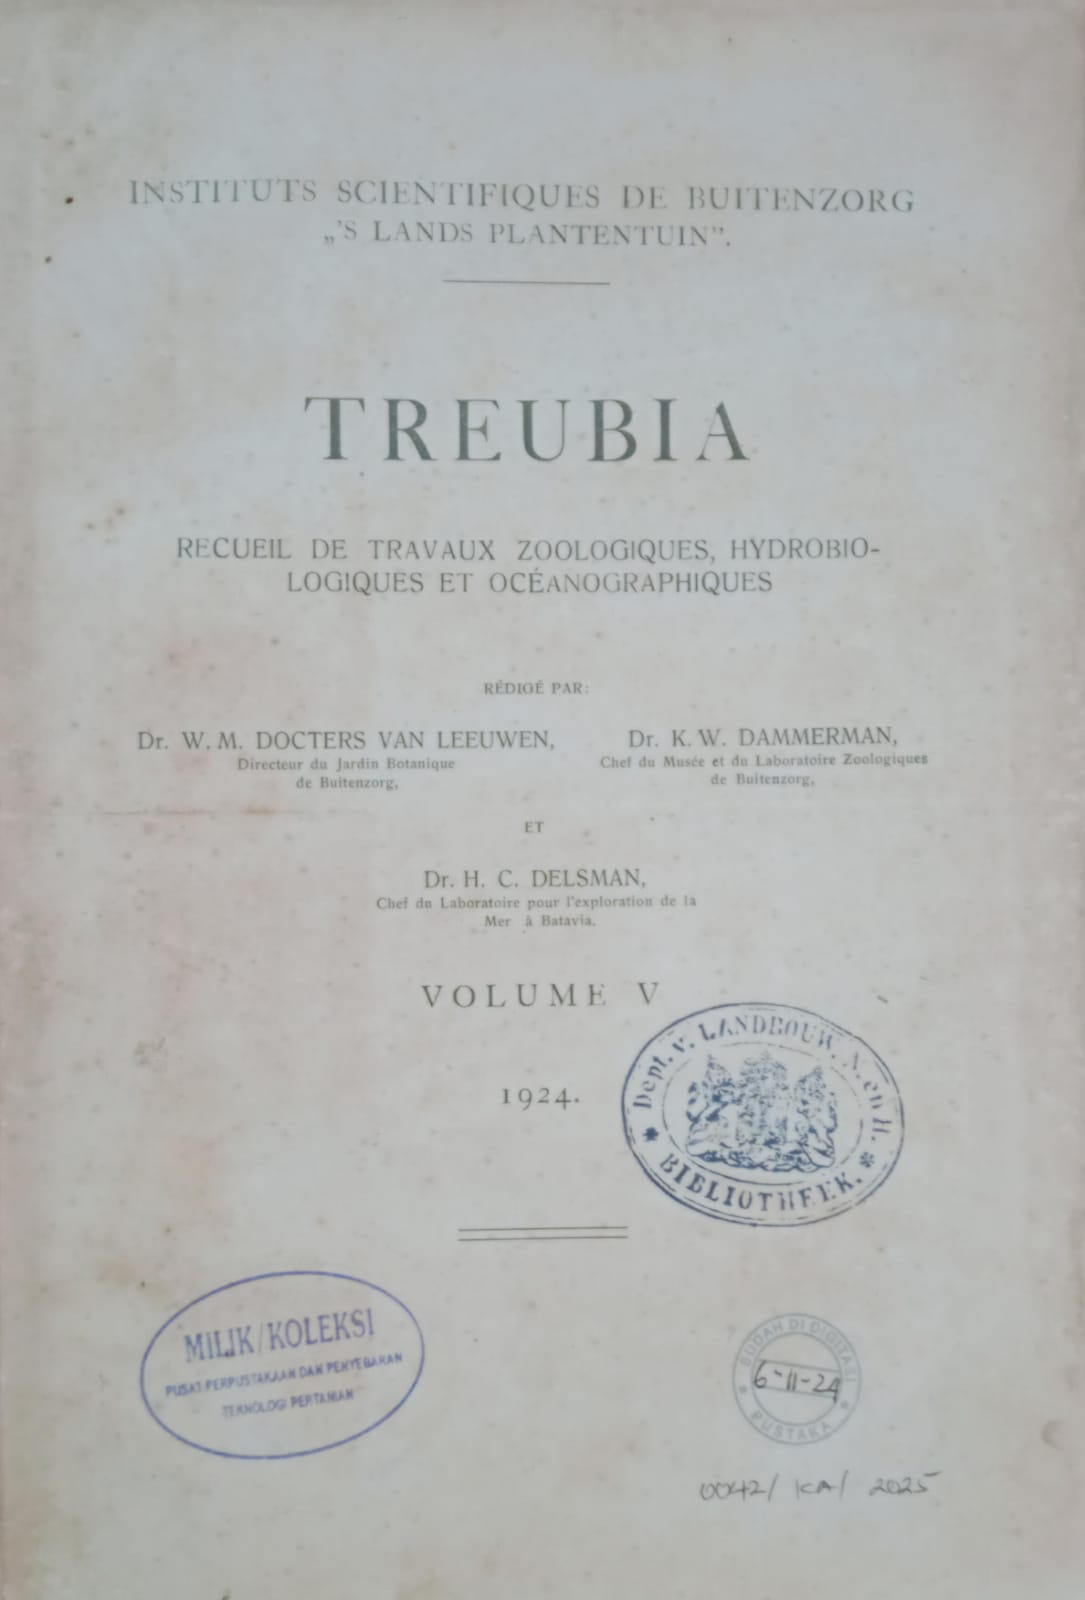 INSTITUTS SCIENTIFIQUES DE BUITENZORG
„'S LANDS PLANTENTUIN".
TREUBIA
RECUEIL DE TRAVAUX ZOOLOGIQUES, HYDROBIO-
LOGIQUES ET OCÉANOGRAPHIQUES
RÉDIGÉ PAR:
Dr. W. M. DOCTERS VAN LEEUWEN,
Directeur du Jardin Botanique
de Buitenzorg,
Dr. K. W. DAMMERMAN,
Chef du Musée et du Laboratoire Zoologiques
de Buitenzorg,
ET
Dr. H. C. DELSMAN,
Chef du Laboratoire pour l'exploration de la
Mer à Batavia.
VOLUME V
1924.
Dept. v. LANDBOUW. N. en H.
* BIBLIOTHEEK. *
MILIK/KOLEKSI
PUSAT PERPUSTAKAAN DAN PENYEBARAN
TEKNOLOGI PERTANIAN
SUDAH DI DIGITASI
6-11-24
* PUSTAKA *
0042/ KA/ 2025